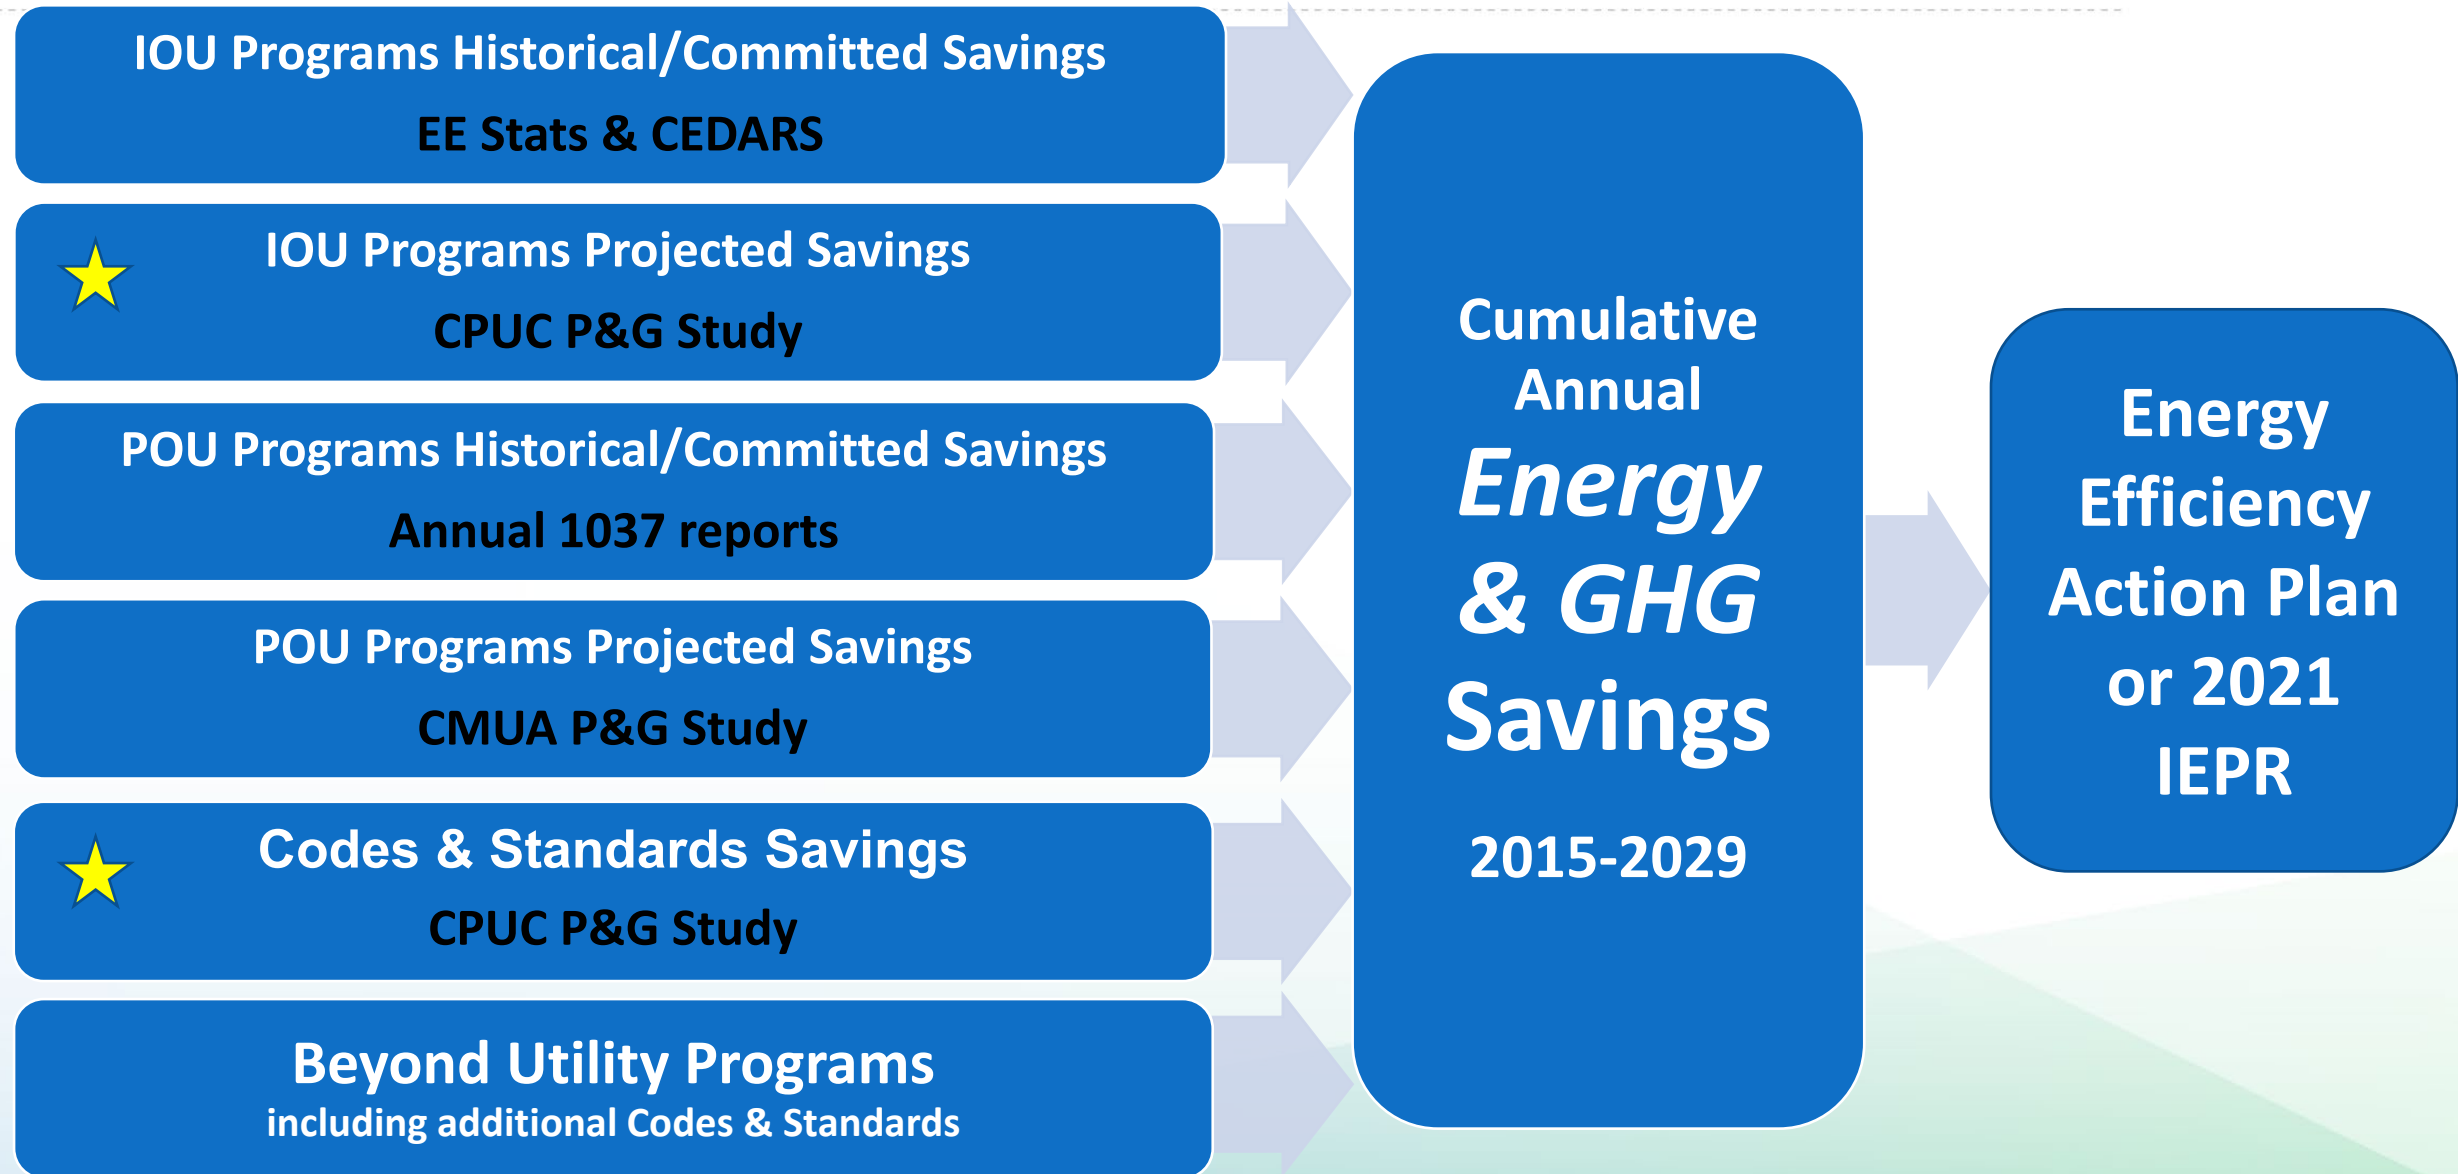 IOU Programs Historical/Committed Savings
EE Stats & CEDARS
IOU Programs Projected Savings
CPUC P&G Study
POU Programs Historical/Committed Savings
Annual 1037 reports
POU Programs Projected Savings
CMUA P&G Study
Codes & Standards Savings
CPUC P&G Study
Beyond Utility Programs
including additional Codes & Standards
Cumulative
Annual
Energy
& GHG
Savings
2015-2029
Energy
Efficiency
Action Plan
or 2021
IEPR